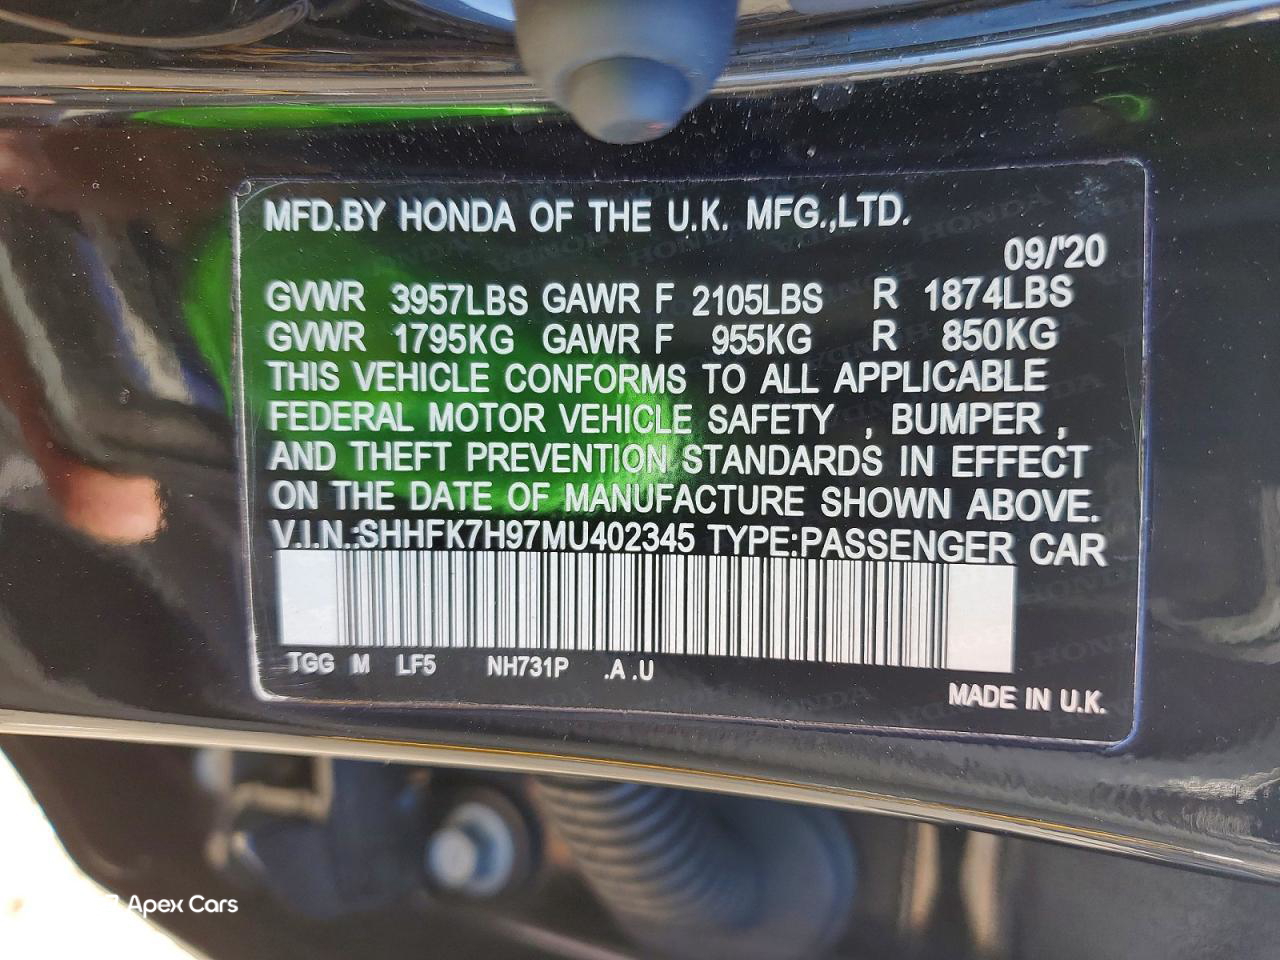 MFD.BY HONDA OF THE U.K. MFG.,LTD.
09/'20
GVWR 3957LBS GAWR F 2105LBS R 1874LBS
GVWR 1795KG GAWR F 955KG R 850KG
THIS VEHICLE CONFORMS TO ALL APPLICABLE
FEDERAL MOTOR VEHICLE SAFETY , BUMPER ,
AND THEFT PREVENTION STANDARDS IN EFFECT
ON THE DATE OF MANUFACTURE SHOWN ABOVE.
V.I.N.:SHHFK7H97MU402345 TYPE:PASSENGER CAR
TGG M LF5 NH731P .A .U
MADE IN U.K.
Apex Cars